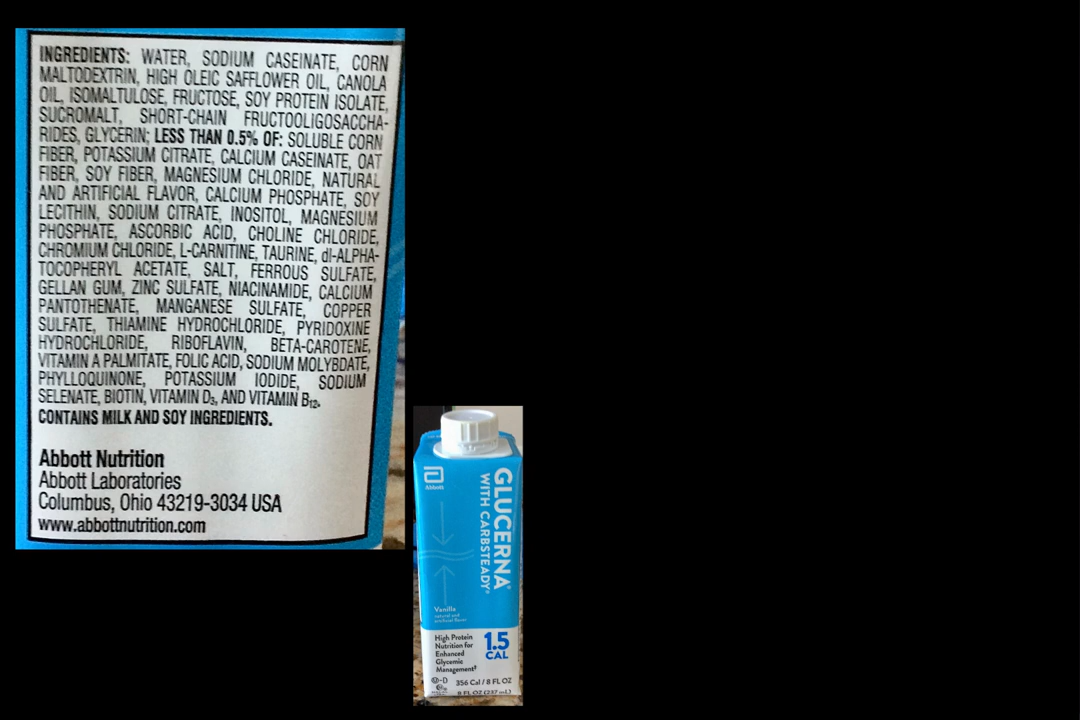 INGREDIENTS: WATER, SODIUM CASEINATE, CORN
MALTODEXTRIN, HIGH OLEIC SAFFLOWER OIL, CANOLA
OIL, ISOMALTULOSE, FRUCTOSE, SOY PROTEIN ISOLATE,
SUCROMALT, SHORT-CHAIN FRUCTOOLIGOSACCHA-
RIDES, GLYCERIN; LESS THAN 0.5% OF: SOLUBLE CORN
FIBER, POTASSIUM CITRATE, CALCIUM CASEINATE, OAT
FIBER, SOY FIBER, MAGNESIUM CHLORIDE, NATURAL
AND ARTIFICIAL FLAVOR, CALCIUM PHOSPHATE, SOY
LECITHIN, SODIUM CITRATE, INOSITOL, MAGNESIUM
PHOSPHATE, ASCORBIC ACID, CHOLINE CHLORIDE,
CHROMIUM CHLORIDE, L-CARNITINE, TAURINE, dl-ALPHA-
TOCOPHERYL ACETATE, SALT, FERROUS SULFATE,
GELLAN GUM, ZINC SULFATE, NIACINAMIDE, CALCIUM
PANTOTHENATE, MANGANESE SULFATE, COPPER
SULFATE, THIAMINE HYDROCHLORIDE, PYRIDOXINE
HYDROCHLORIDE, RIBOFLAVIN, BETA-CAROTENE,
VITAMIN A PALMITATE, FOLIC ACID, SODIUM MOLYBDATE,
PHYLLOQUINONE, POTASSIUM IODIDE, SODIUM
SELENATE, BIOTIN, VITAMIN D3, AND VITAMIN B12.
CONTAINS MILK AND SOY INGREDIENTS.
Abbott Nutrition
Abbott Laboratories
Columbus, Ohio 43219-3034 USA
www.abbottnutrition.com
Abbott
GLUCERNA®
WITH CARBSTEADY®
Vanilla
natural and
artificial flavor
High Protein
Nutrition for
Enhanced
Glycemic
Management†
1.5
CAL
356 Cal / 8 FL OZ
8 FL OZ (237 mL)